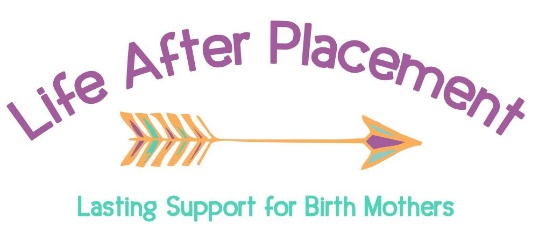 Life After Placement
Lasting Support for Birth Mothers